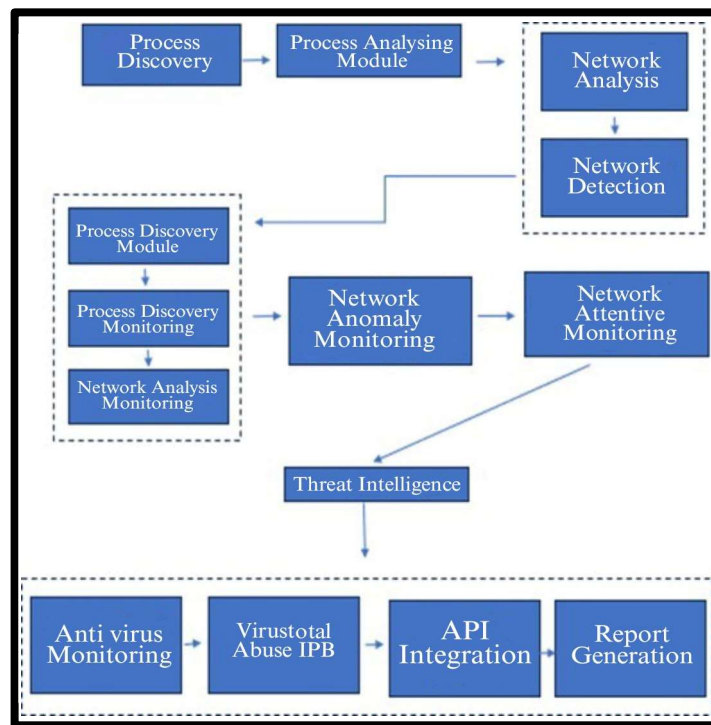 Process
Discovery
Process Analysing
Module
Network
Analysis
Network
Detection
Process Discovery
Module
Process Discovery
Monitoring
Network Analysis
Monitoring
Network
Anomaly
Monitoring
Network
Attentive
Monitoring
Threat Intelligence
Anti virus
Monitoring
Virustotal
Abuse IPB
API
Integration
Report
Generation